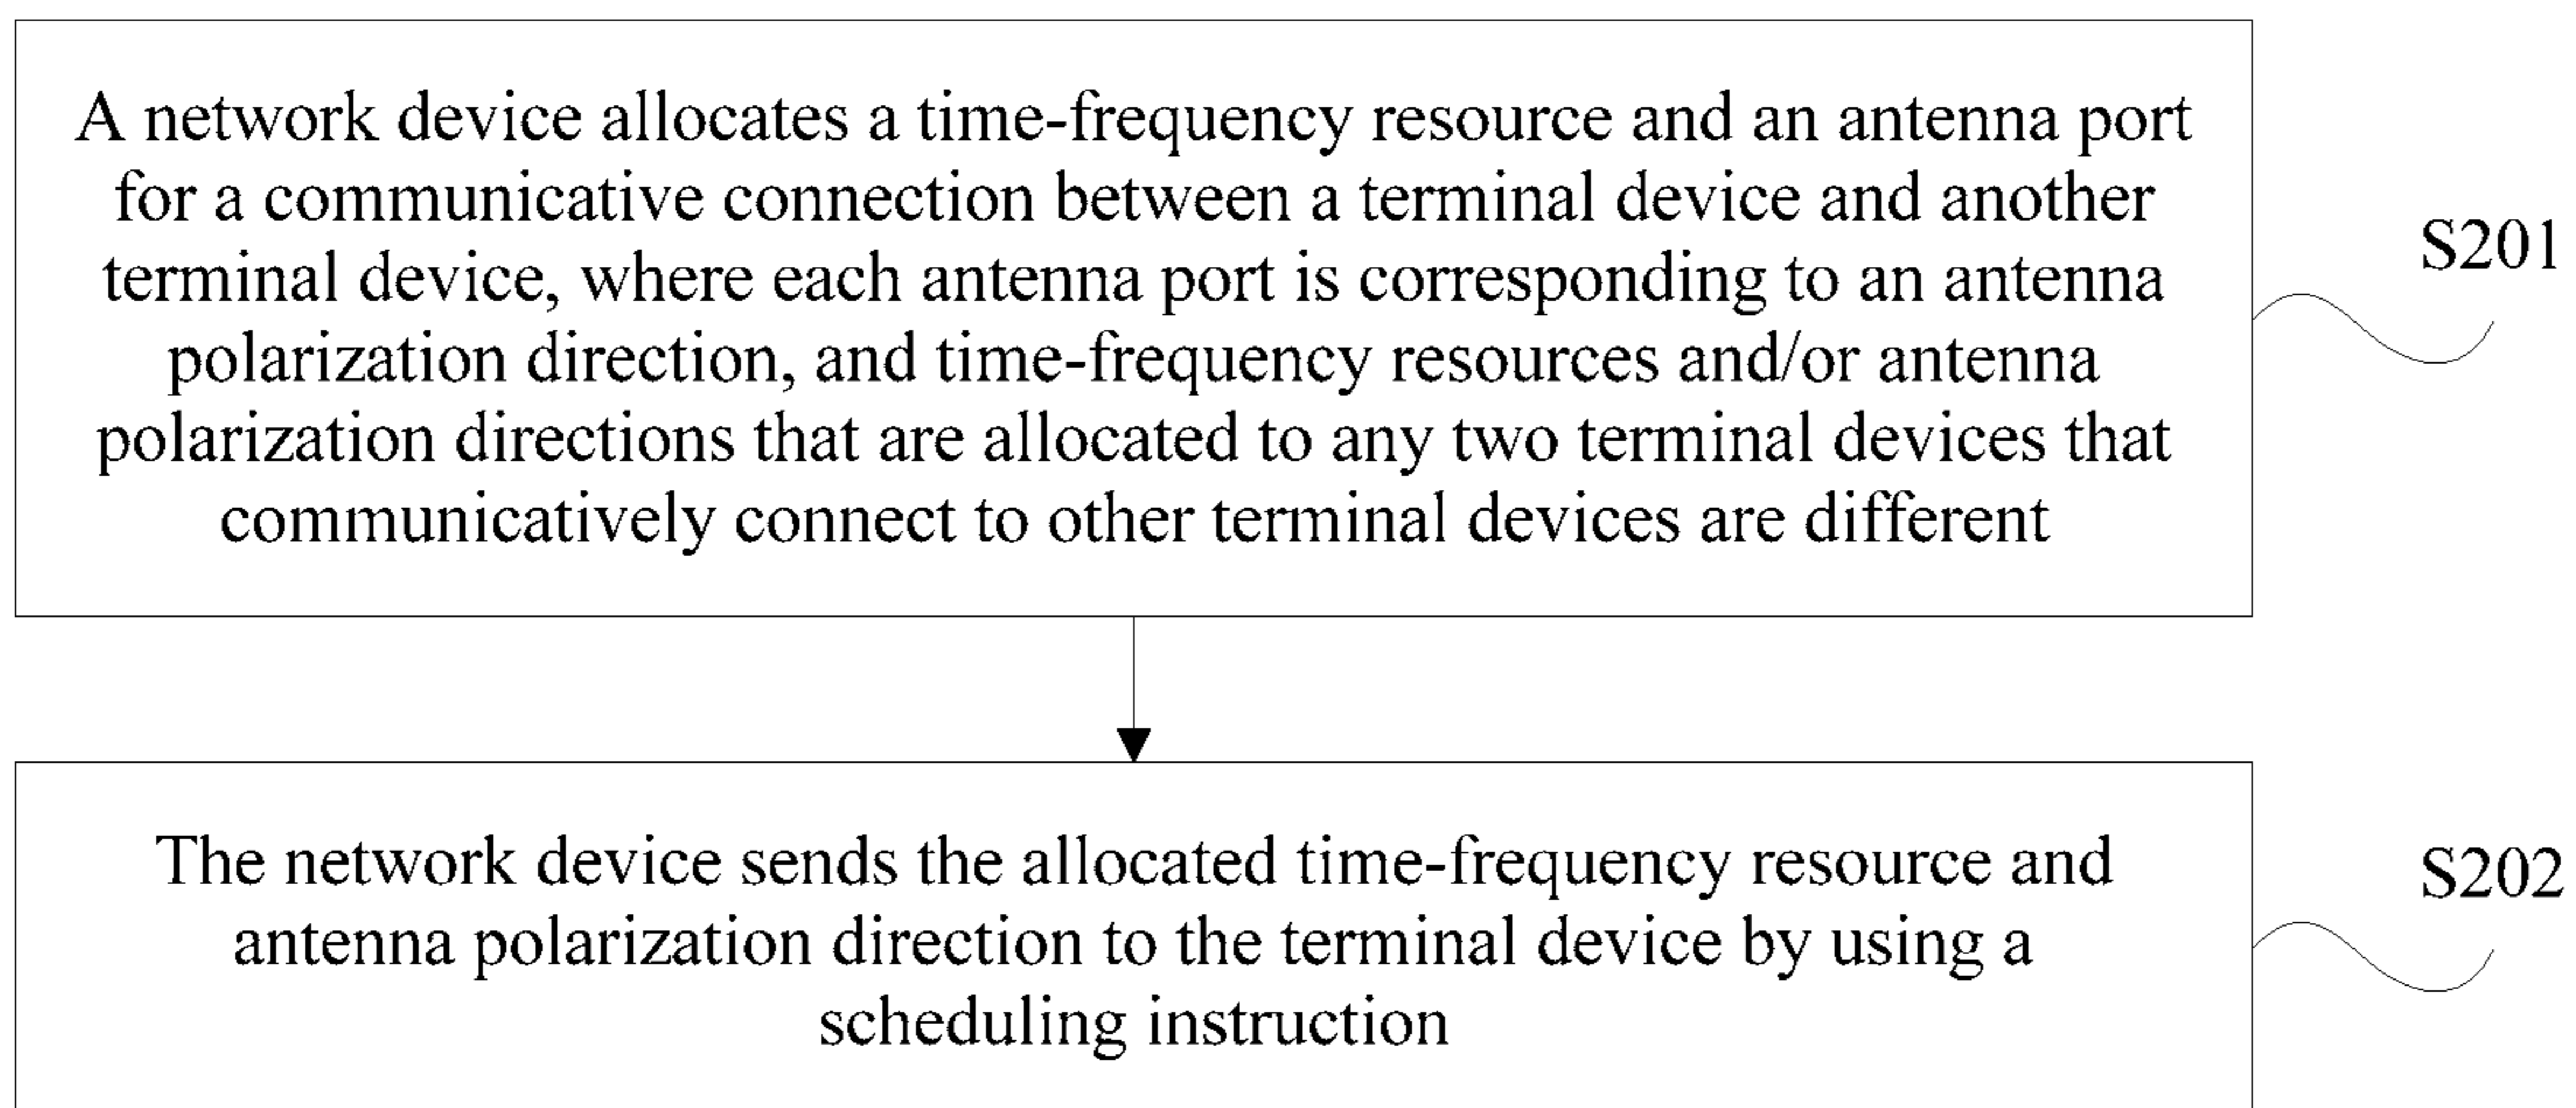 A network device allocates a time-frequency resource and an antenna port
for a communicative connection between a terminal device and another
terminal device, where each antenna port is corresponding to an antenna
polarization direction, and time-frequency resources and/or antenna
polarization directions that are allocated to any two terminal devices that
communicatively connect to other terminal devices are different
S201
The network device sends the allocated time-frequency resource and
antenna polarization direction to the terminal device by using a
scheduling instruction
S202